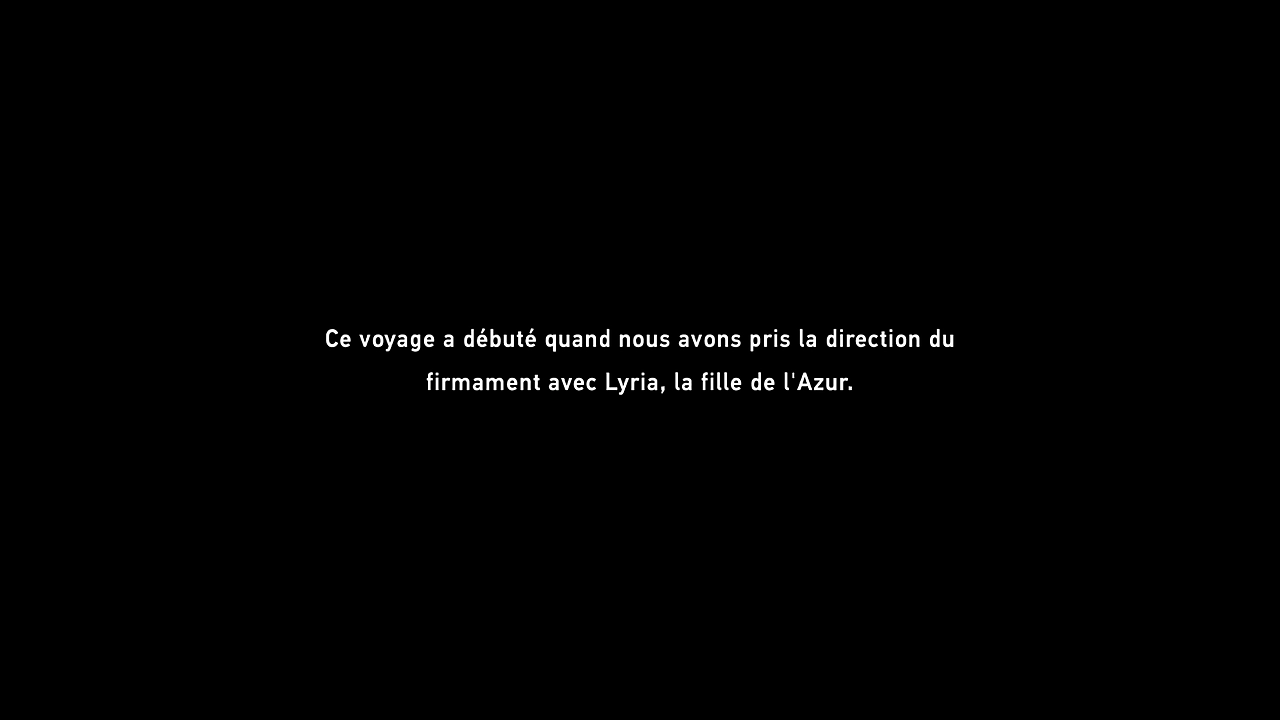 Ce voyage a débuté quand nous avons pris la direction du
firmament avec Lyria, la fille de l'Azur.